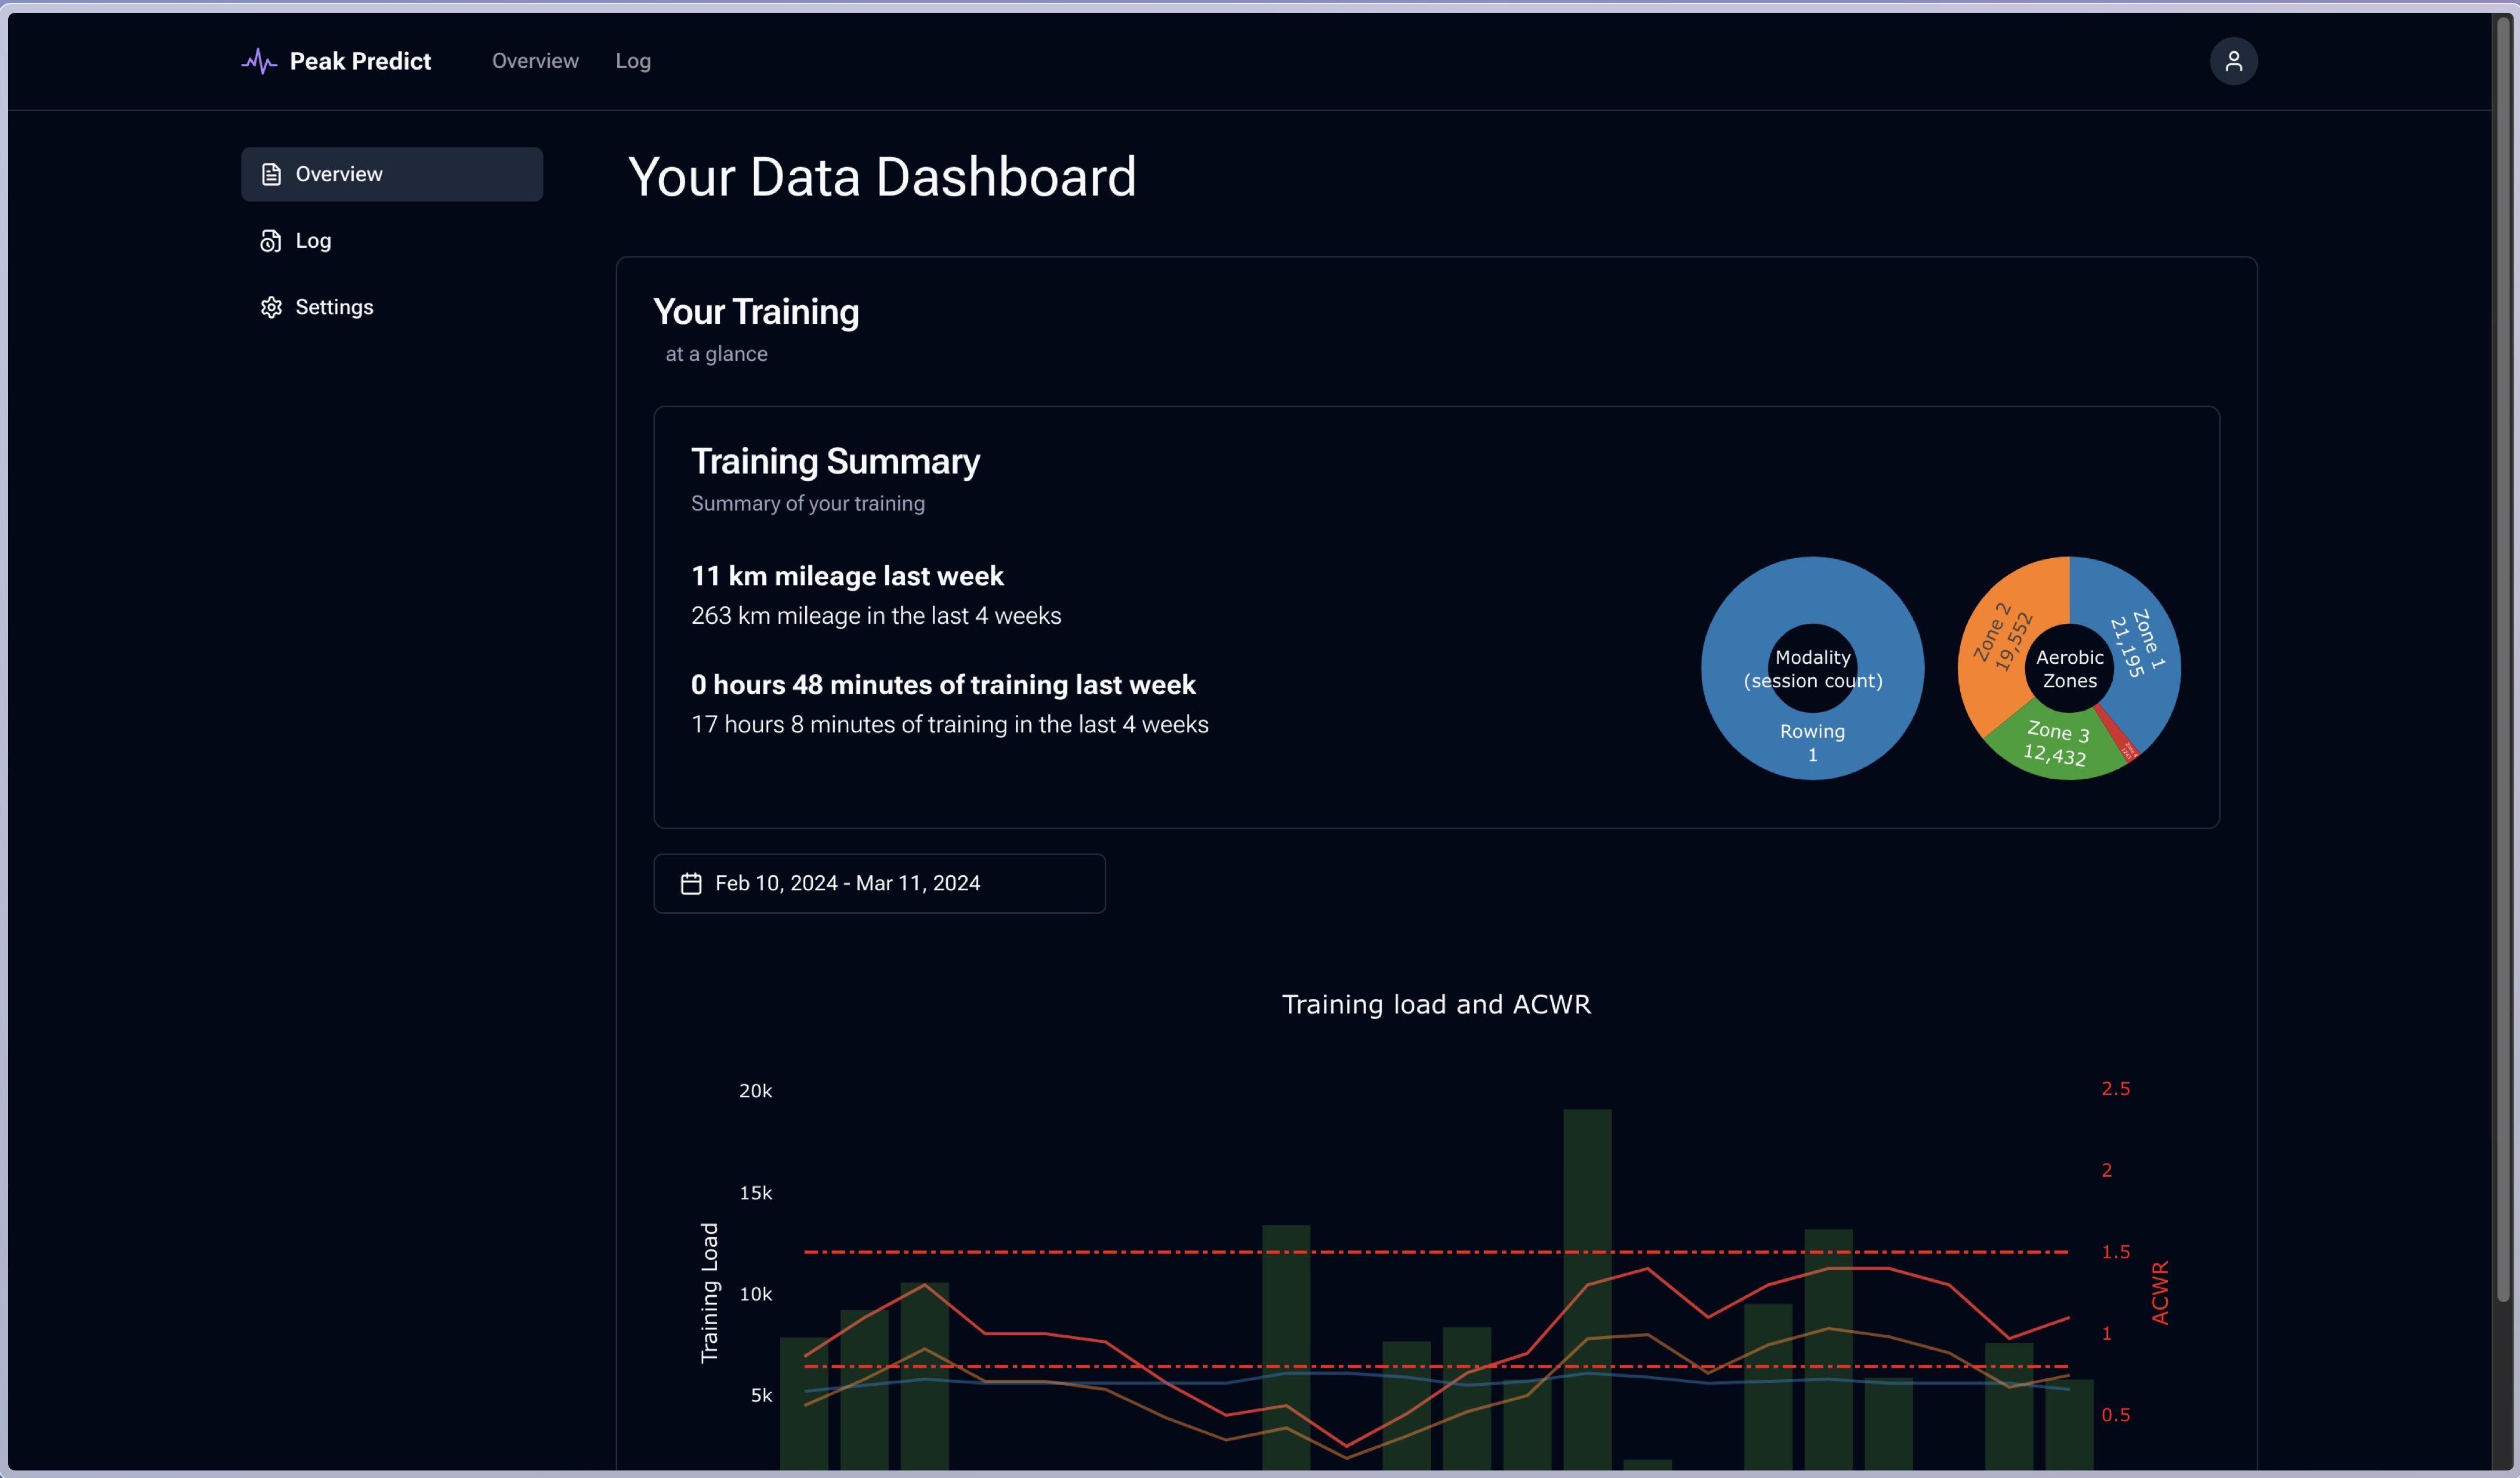 Peak Predict
Overview
Log
Overview
Log
Settings
Your Data Dashboard
Your Training
at a glance
Training Summary
Summary of your training
11 km mileage last week
263 km mileage in the last 4 weeks
0 hours 48 minutes of training last week
17 hours 8 minutes of training in the last 4 weeks
Modality
(session count)
Rowing
1
Aerobic
Zones
Zone 1
21,195
Zone 2
19,552
Zone 3
12,432
Feb 10, 2024 - Mar 11, 2024
Training load and ACWR
20k
15k
10k
5k
Training Load
2.5
2
1.5
1
0.5
ACWR